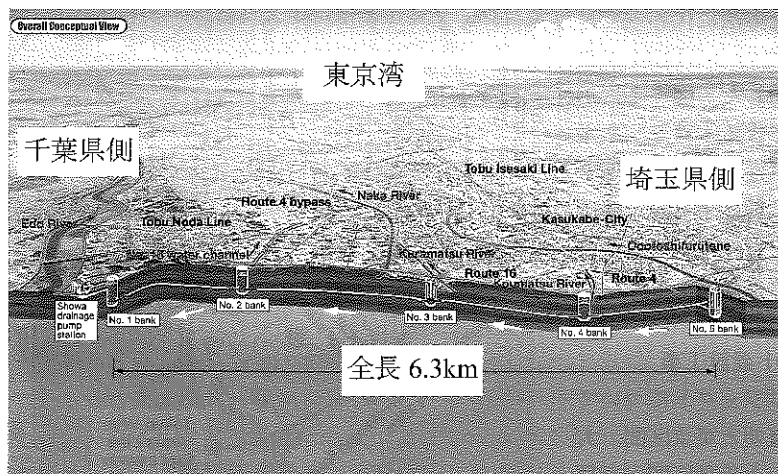 Overall Conceptual View
東京湾
千葉県側
埼玉県側
Tobu Isesaki Line
Route 4 bypass
Naka River
Edo River
Tobu Noda Line
Kasukabe-City
water channel
Kuramatsu River
Route 16
Route 4
Showa
drainage
pump
station
No. 1 bank
No. 2 bank
No. 3 bank
No. 4 bank
No. 5 bank
全長 6.3km